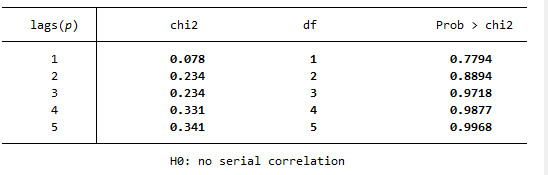 lags(p) chi2 df Prob > chi2
1 0.078 1 0.7794
2 0.234 2 0.8894
3 0.234 3 0.9718
4 0.331 4 0.9877
5 0.341 5 0.9968
H0: no serial correlation